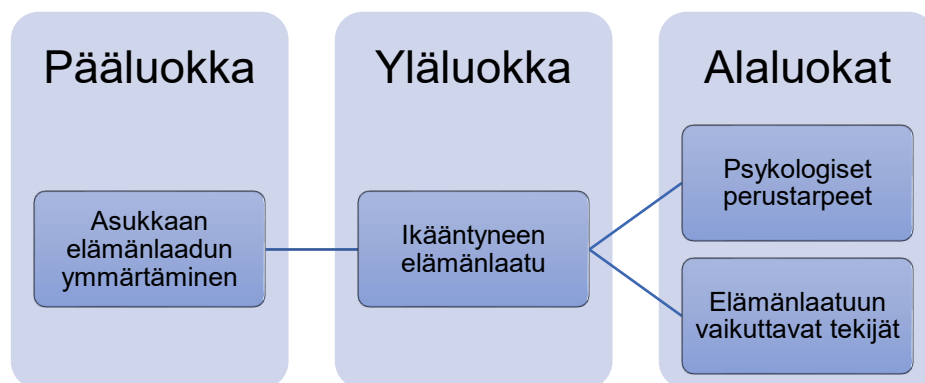 Pääluokka
Yläluokka
Alaluokat
Asukkaan
elämänlaadun
ymmärtäminen
Ikääntyneen
elämänlaatu
Psykologiset
perustarpeet
Elämänlaatuun
vaikuttavat tekijät